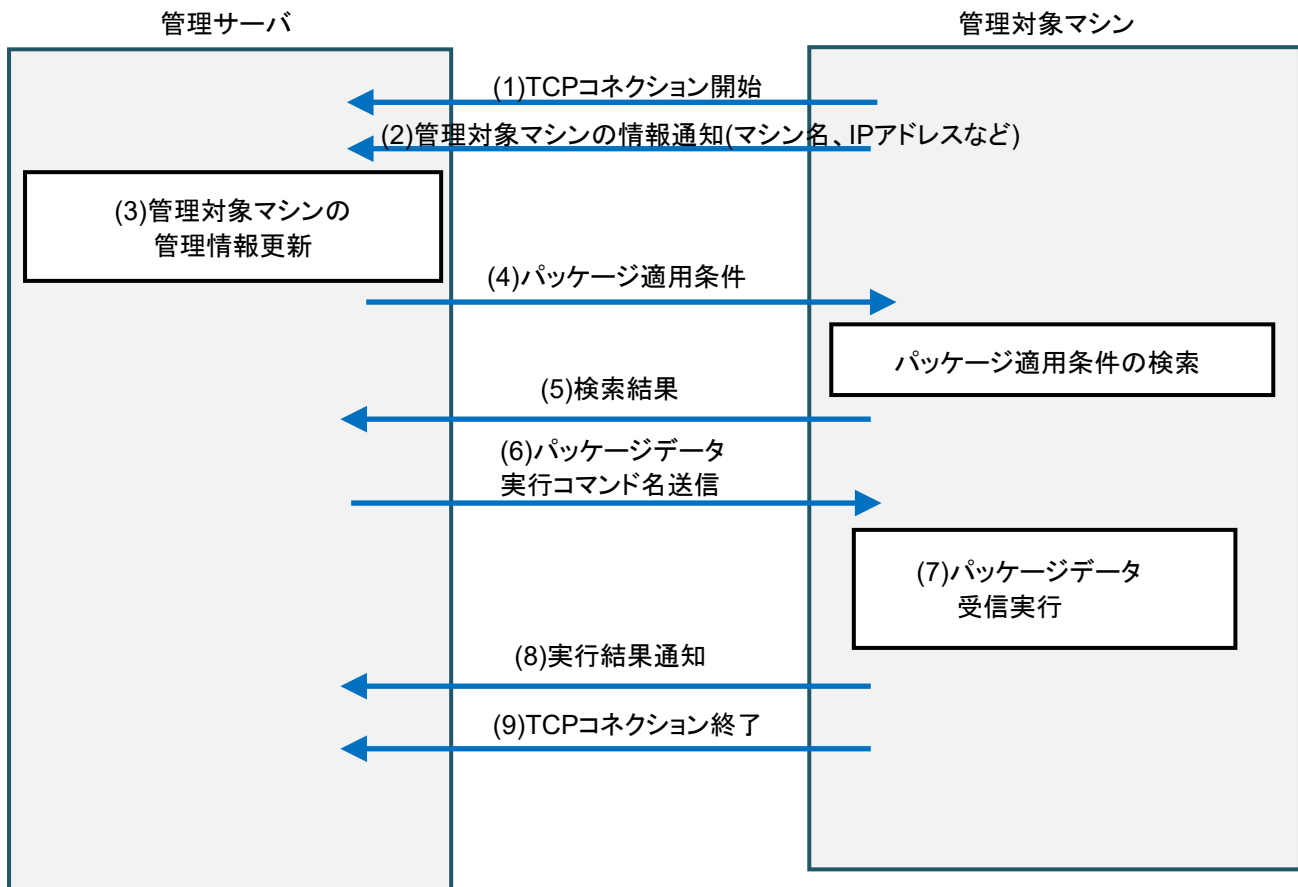 管理サーバ
管理対象マシン
(1)TCPコネクション開始
(2)管理対象マシンの情報通知(マシン名、IPアドレスなど)
(3)管理対象マシンの
管理情報更新
(4)パッケージ適用条件
パッケージ適用条件の検索
(5)検索結果
(6)パッケージデータ
実行コマンド名送信
(7)パッケージデータ
受信実行
(8)実行結果通知
(9)TCPコネクション終了